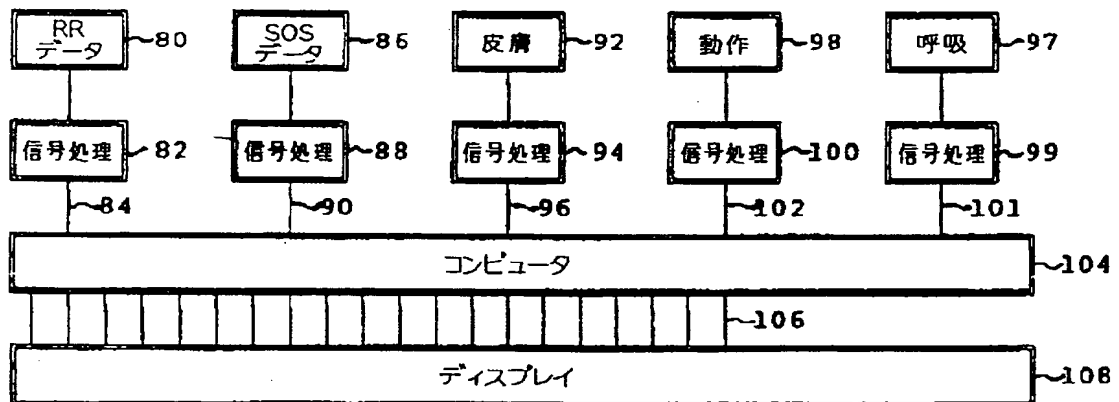 RR
データ
80
SOS
データ
86
皮膚
92
動作
98
呼吸
97
信号処理
82
信号処理
88
信号処理
94
信号処理
100
信号処理
99
84
90
96
102
101
コンピュータ
104
106
ディスプレイ
108